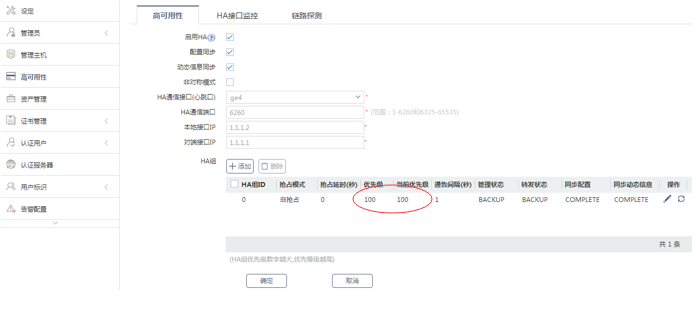 设定
管理员
管理主机
高可用性
资产管理
证书管理
认证用户
认证服务器
用户标识
告警配置
高可用性 HA接口监控 链路探测
启用HA
配置同步
动态信息同步
非对称模式
HA通信接口(心跳口) ge4 *
HA通信端口 6260 * (范围：1-6260和6325-65535)
本地接口IP 1.1.1.2 *
对端接口IP 1.1.1.1 *
HA组 添加 删除
HA组ID 抢占模式 抢占延时(秒) 优先级 当前优先级 通告间隔(秒) 管理状态 转发状态 同步配置 同步动态信息 操作
0 非抢占 0 100 100 1 BACKUP BACKUP COMPLETE COMPLETE
共 1 条
(HA组优先级数字越大,优先等级越高)
确定 取消